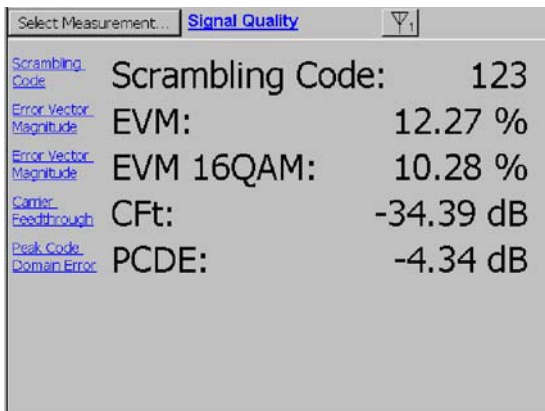 Select Measurement... Signal Quality 1
Scrambling Code Scrambling Code: 123
Error Vector Magnitude EVM: 12.27 %
Error Vector Magnitude EVM 16QAM: 10.28 %
Carrier Feedthrough CFt: -34.39 dB
Peak Code Domain Error PCDE: -4.34 dB